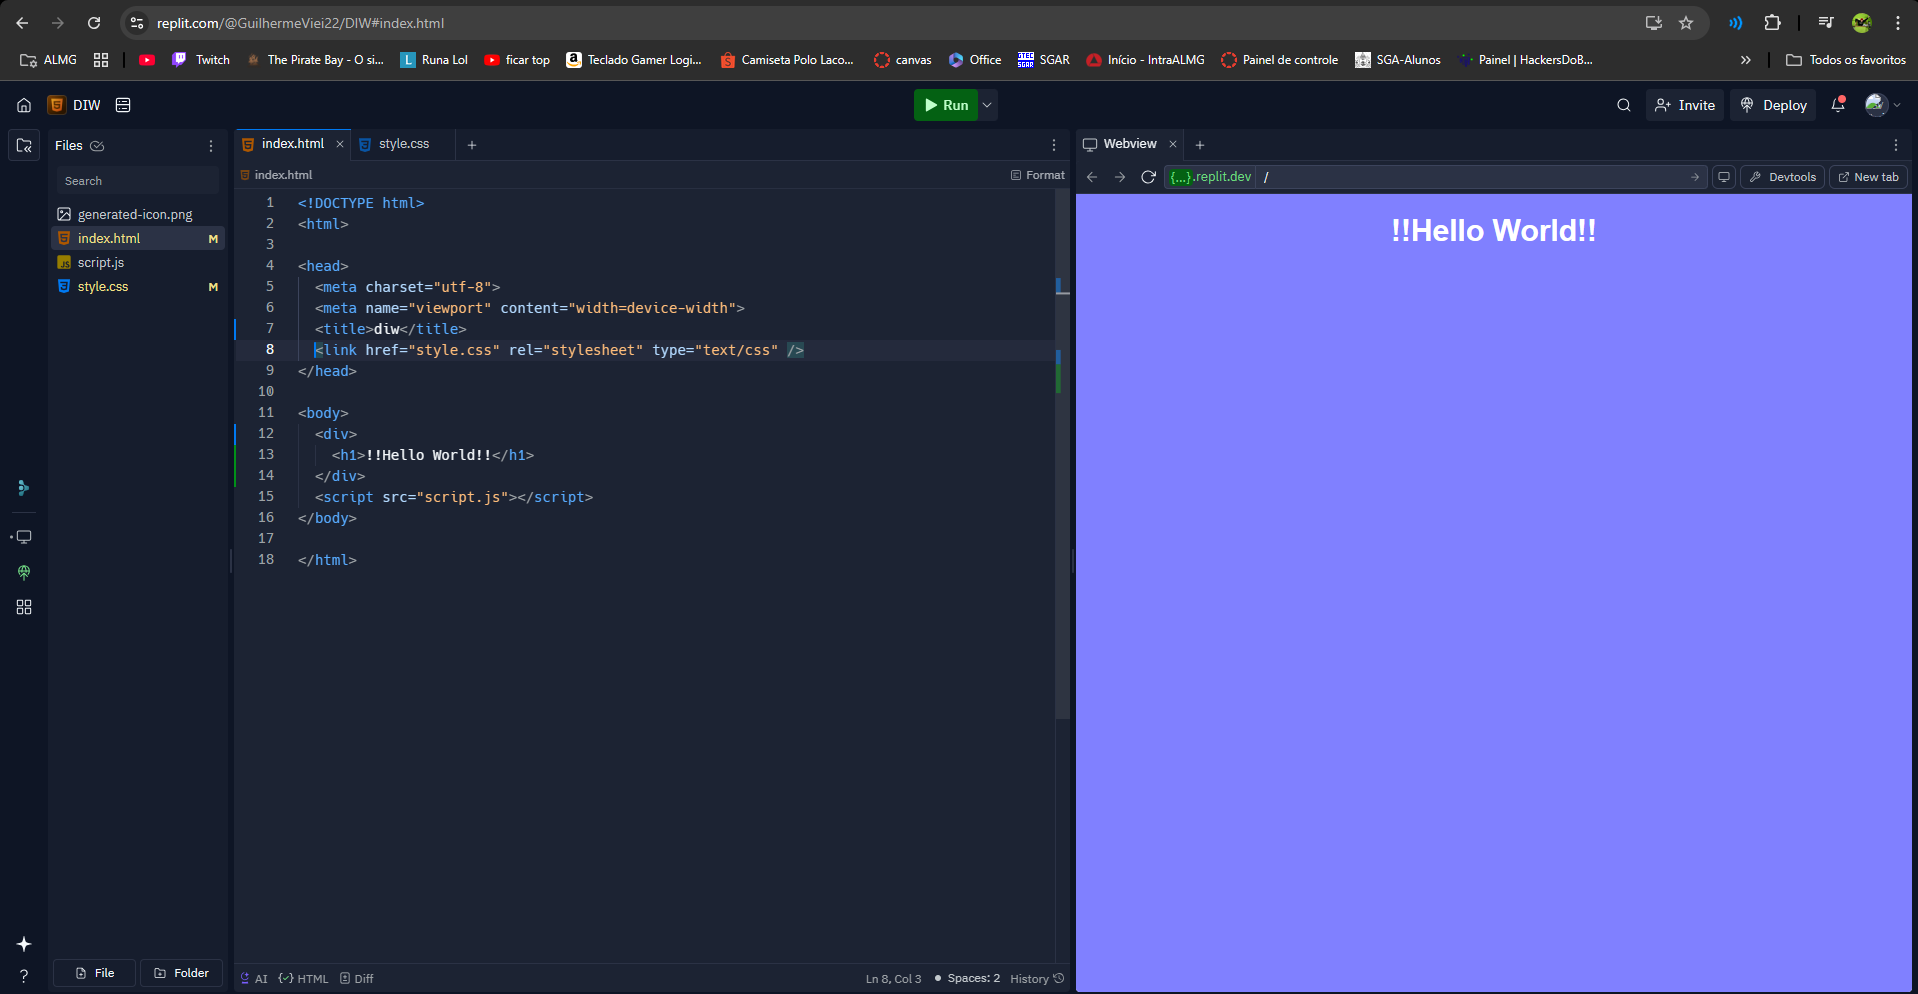 replit.com/@GuilhermeViei22/DIW#index.html
ALMG
Twitch
The Pirate Bay - O si...
Runa Lol
ficar top
Teclado Gamer Logi...
Camiseta Polo Laco...
canvas
Office
SGAR
Início - IntraALMG
Painel de controle
SGA-Alunos
Painel | HackersDoB...
»
Todos os favoritos
DIW
Run
Invite
Deploy
Files
Search
generated-icon.png
index.html M
script.js
style.css M
File
Folder
index.html
style.css
index.html
Format
1 <!DOCTYPE html>
2 <html>
3
4 <head>
5 <meta charset="utf-8">
6 <meta name="viewport" content="width=device-width">
7 <title>diw</title>
8 <link href="style.css" rel="stylesheet" type="text/css" />
9 </head>
10
11 <body>
12 <div>
13 <h1>!!Hello World!!</h1>
14 </div>
15 <script src="script.js"></script>
16 </body>
17
18 </html>
AI
HTML
Diff
Ln 8, Col 3
Spaces: 2
History
Webview
{...}.replit.dev /
Devtools
New tab
!!Hello World!!